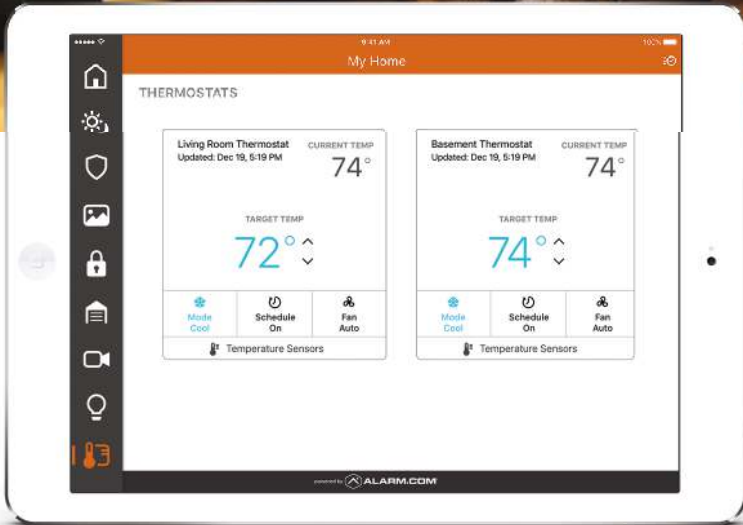 9:41 AM
100%
My Home
THERMOSTATS
Living Room Thermostat
Updated: Dec 19, 5:19 PM
CURRENT TEMP
74°
TARGET TEMP
72°
Mode
Cool
Schedule
On
Fan
Auto
Temperature Sensors
Basement Thermostat
Updated: Dec 19, 5:19 PM
CURRENT TEMP
74°
TARGET TEMP
74°
Mode
Cool
Schedule
On
Fan
Auto
Temperature Sensors
powered by ALARM.COM